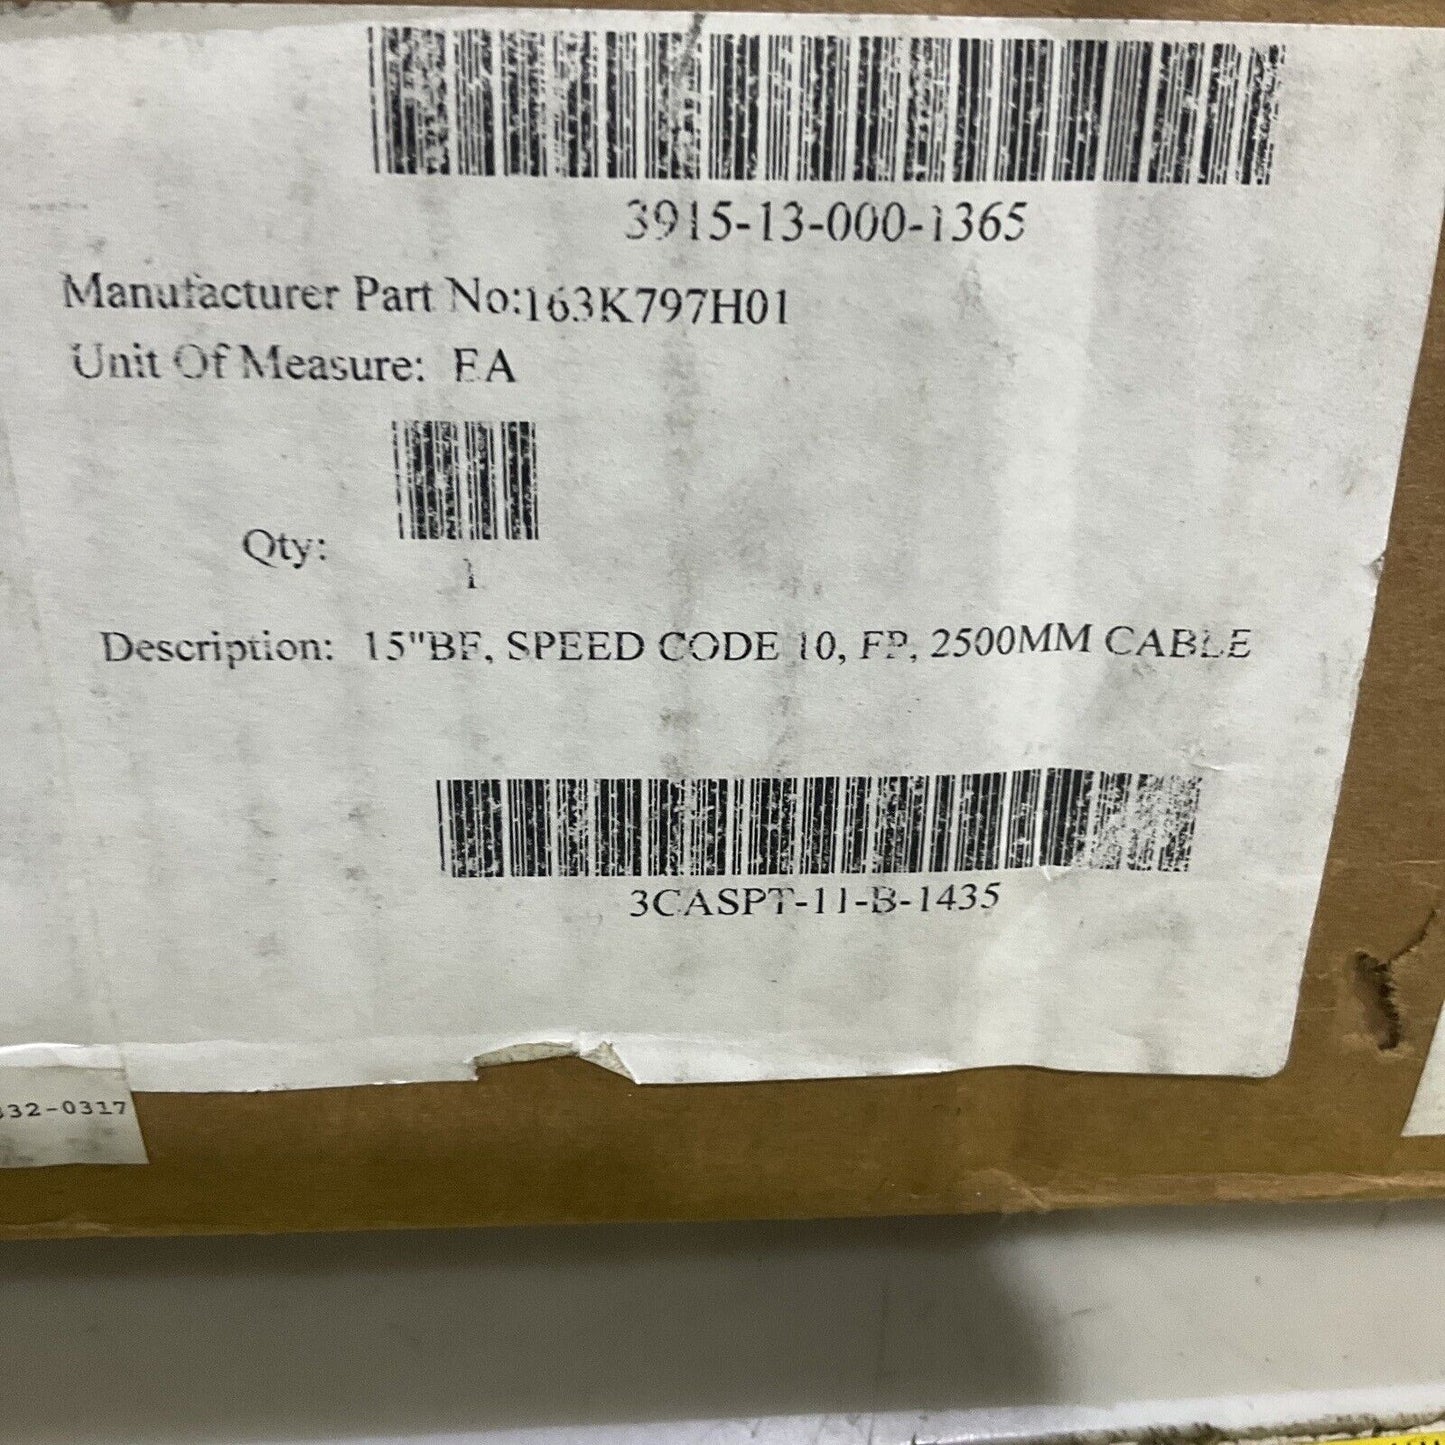 3915-13-000-1365
Manufacturer Part No:163K797H01
Unit Of Measure: EA
Qty:
1
Description: 15"BF, SPEED CODE 10, FP, 2500MM CABLE
3CASPT-11-B-1435
32-0317